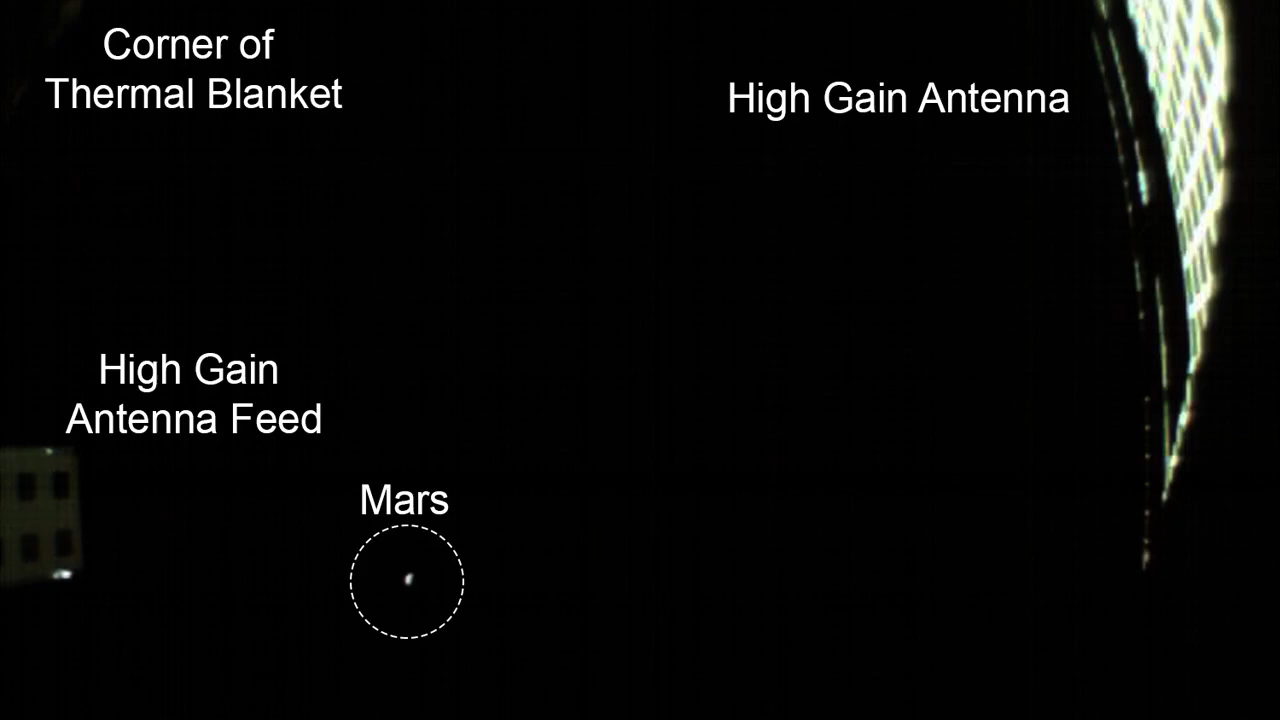 Corner of
Thermal Blanket
High Gain Antenna
High Gain
Antenna Feed
Mars